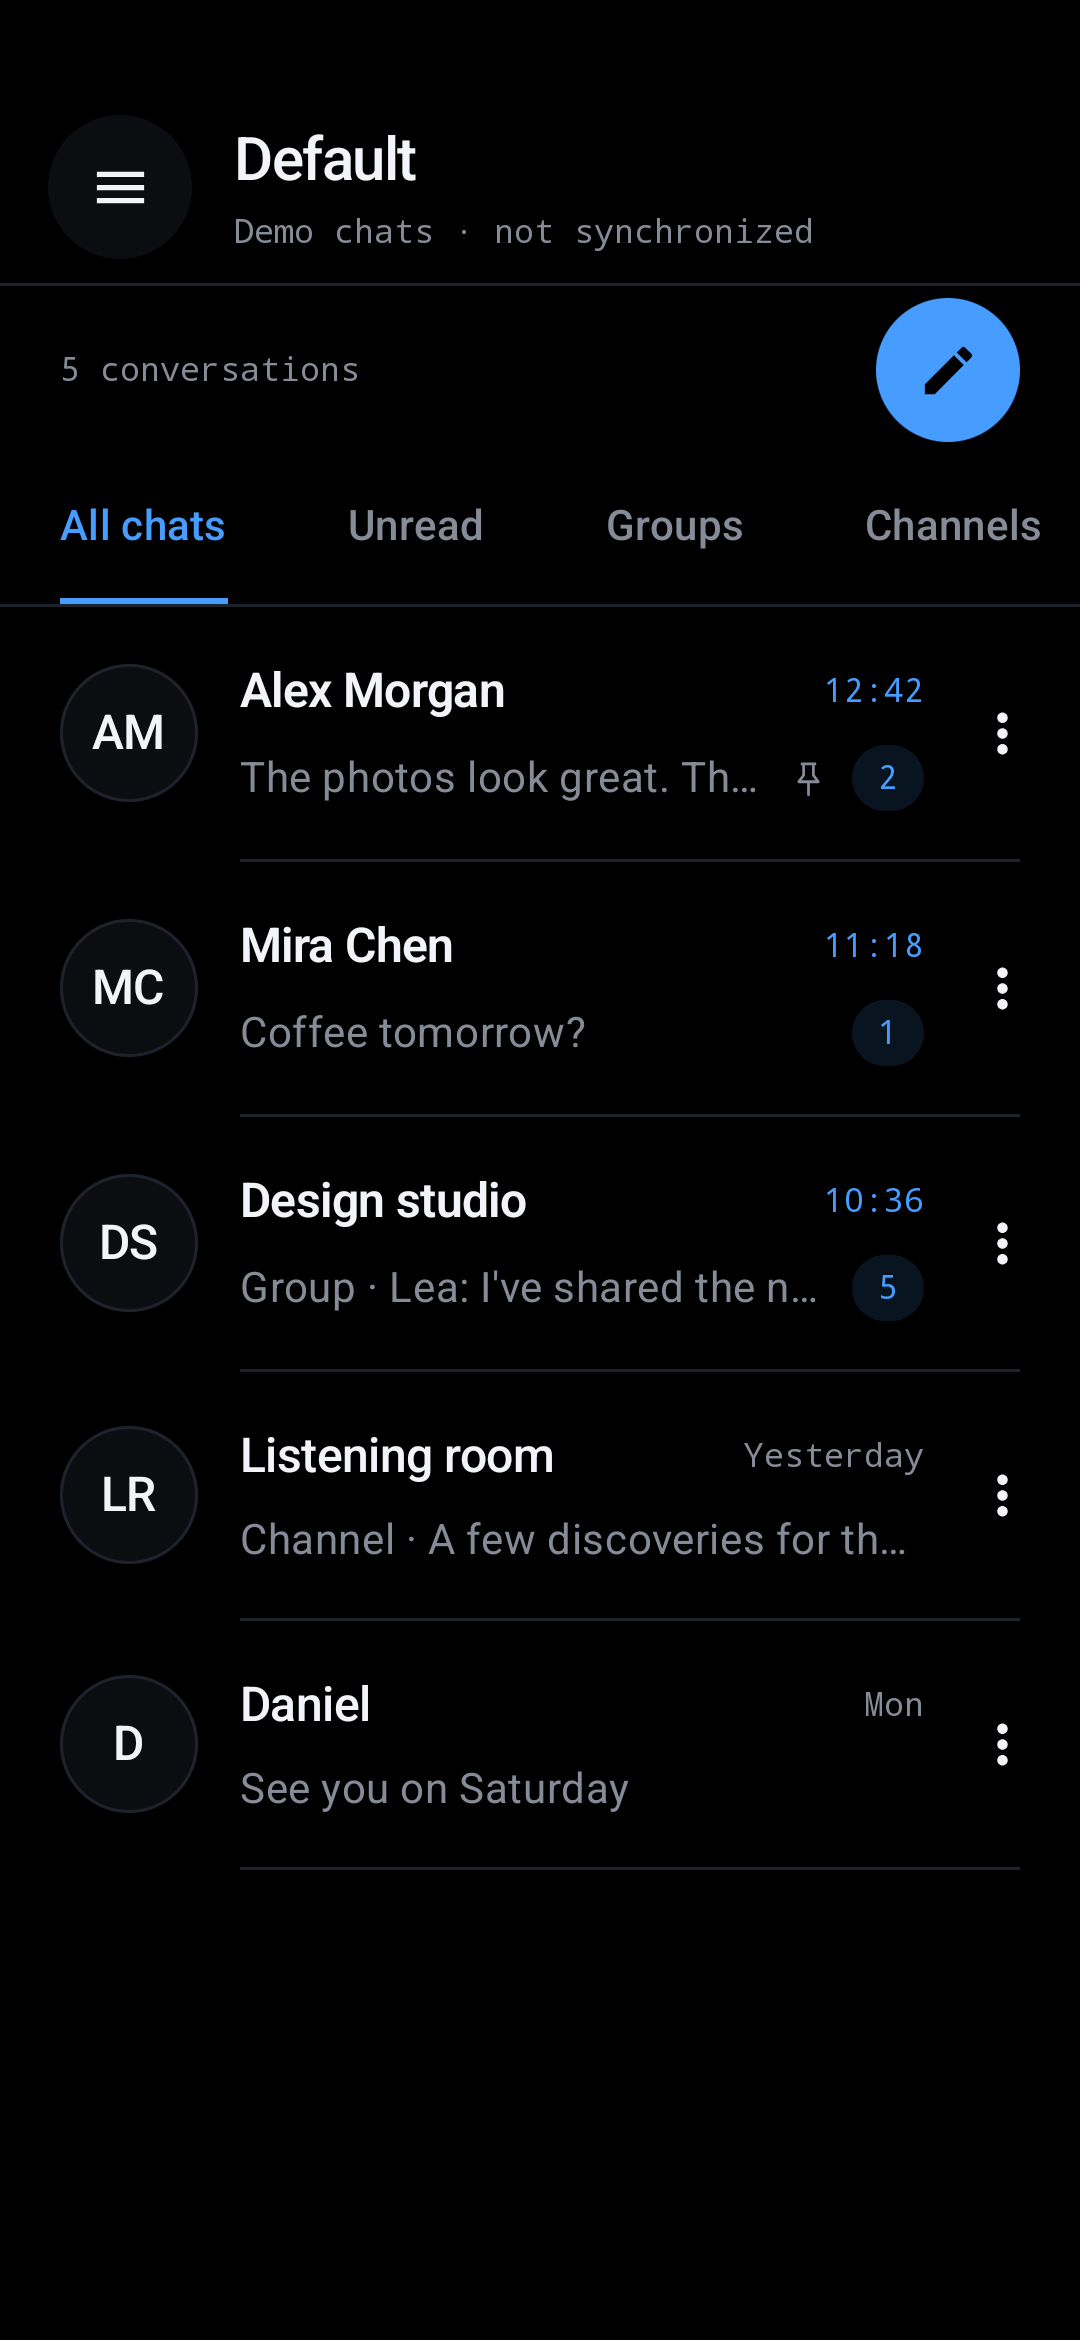 Default
Demo chats · not synchronized
5 conversations
All chats Unread Groups Channels
AM Alex Morgan 12:42
The photos look great. Th... 2
MC Mira Chen 11:18
Coffee tomorrow? 1
DS Design studio 10:36
Group · Lea: I've shared the n... 5
LR Listening room Yesterday
Channel · A few discoveries for th...
D Daniel Mon
See you on Saturday